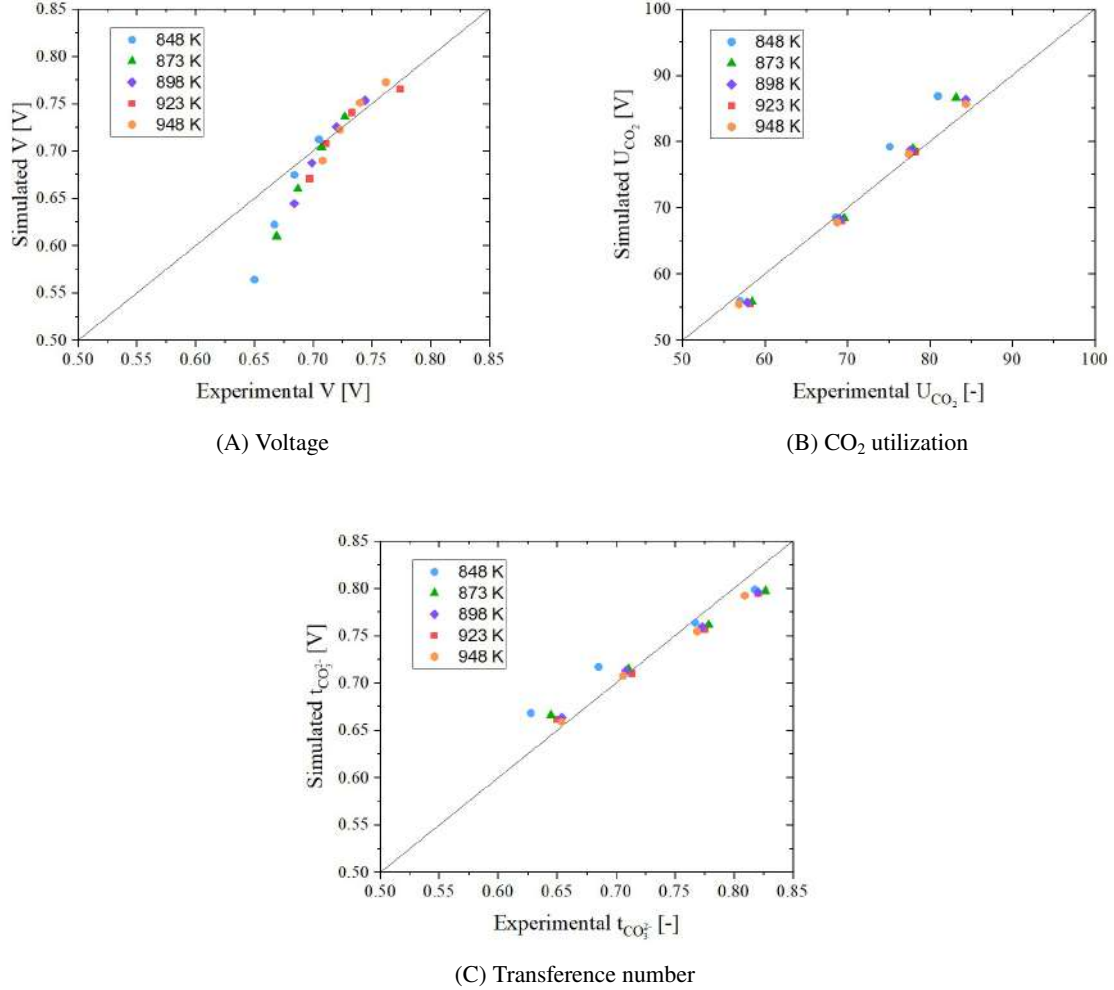 0.85
0.80
0.75
0.70
0.65
0.60
0.55
0.50
Simulated V [V]
848 K
873 K
898 K
923 K
948 K
0.50 0.55 0.60 0.65 0.70 0.75 0.80 0.85
Experimental V [V]
(A) Voltage
100
90
80
70
60
50
Simulated U_CO₂ [V]
848 K
873 K
898 K
923 K
948 K
50 60 70 80 90 100
Experimental U_CO₂ [-]
(B) CO₂ utilization
0.85
0.80
0.75
0.70
0.65
0.60
0.55
0.50
Simulated t_CO₃²⁻ [V]
848 K
873 K
898 K
923 K
948 K
0.50 0.55 0.60 0.65 0.70 0.75 0.80 0.85
Experimental t_CO₃²⁻ [-]
(C) Transference number